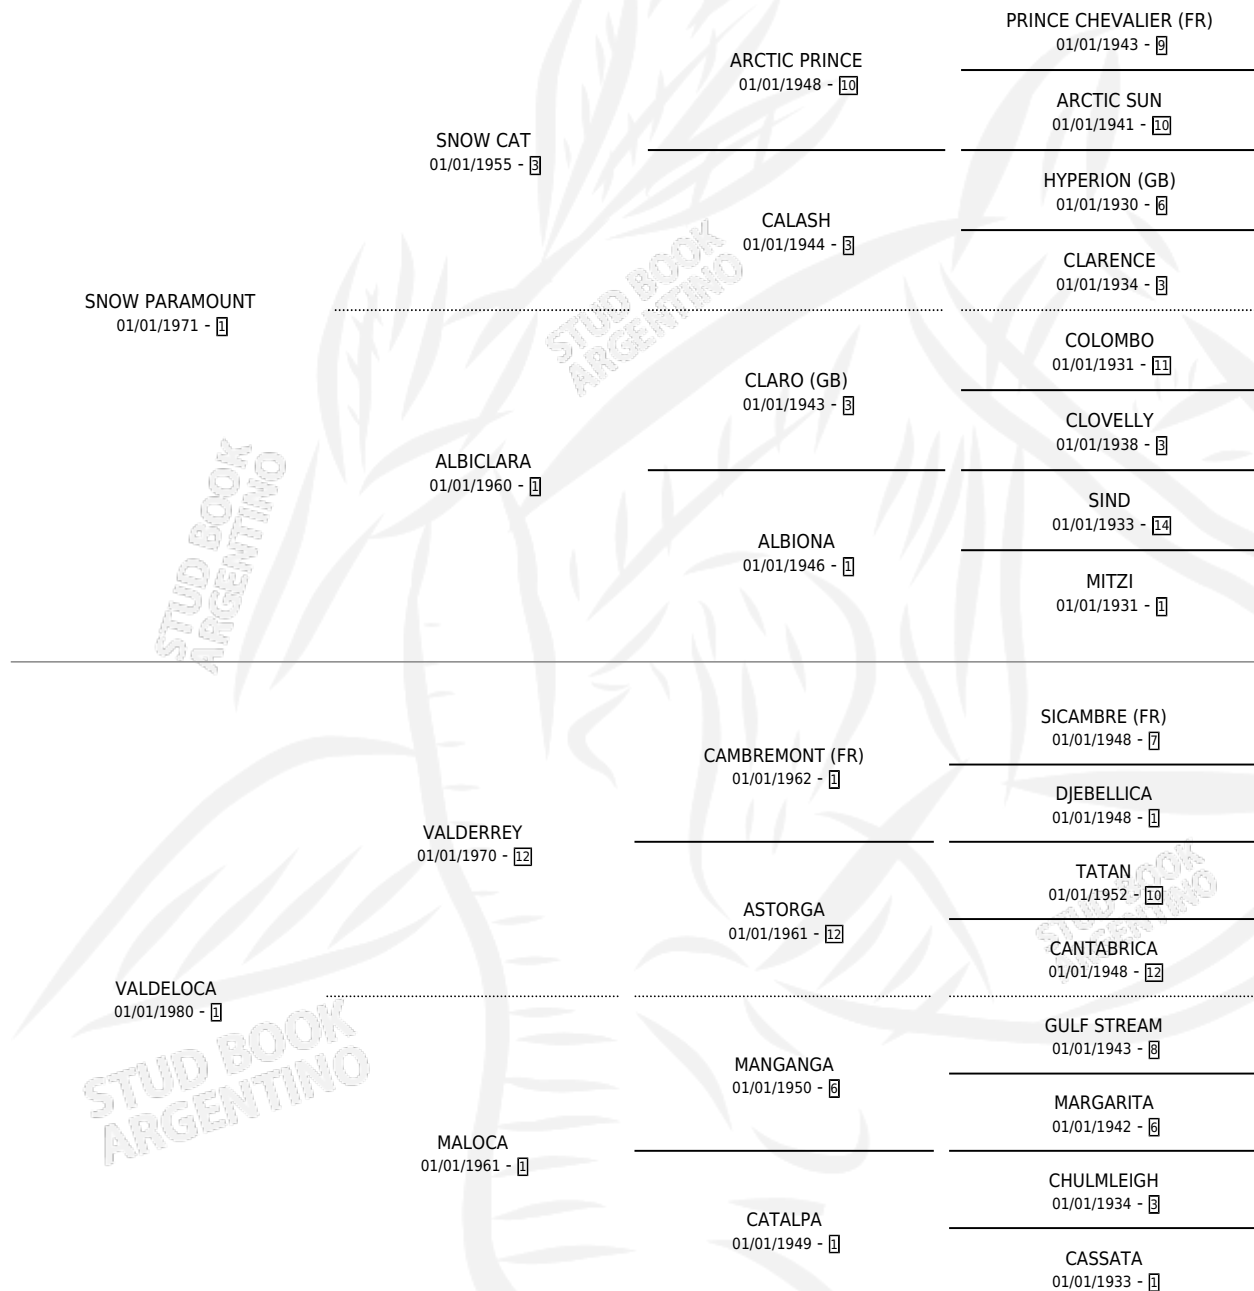 PRINCE CHEVALIER (FR)
01/01/1943 - 9
ARCTIC PRINCE
01/01/1948 - 10
ARCTIC SUN
01/01/1941 - 10
SNOW CAT
01/01/1955 - 3
HYPERION (GB)
01/01/1930 - 6
CALASH
01/01/1944 - 3
CLARENCE
01/01/1934 - 3
SNOW PARAMOUNT
01/01/1971 - 1
COLOMBO
01/01/1931 - 11
CLARO (GB)
01/01/1943 - 3
CLOVELLY
01/01/1938 - 3
ALBICLARA
01/01/1960 - 1
SIND
01/01/1933 - 14
ALBIONA
01/01/1946 - 1
MITZI
01/01/1931 - 1
STUD BOOK
ARGENTINO
STUD BOOK
ARGENTINO
SICAMBRE (FR)
01/01/1948 - 7
CAMBREMONT (FR)
01/01/1962 - 1
DJEBELLICA
01/01/1948 - 1
VALDERREY
01/01/1970 - 12
TATAN
01/01/1952 - 10
ASTORGA
01/01/1961 - 12
CANTABRICA
01/01/1948 - 12
STUD BOOK
ARGENTINO
VALDELOCA
01/01/1980 - 1
GULF STREAM
01/01/1943 - 8
MANGANGA
01/01/1950 - 6
MARGARITA
01/01/1942 - 6
STUD BOOK
ARGENTINO
MALOCA
01/01/1961 - 1
CHULMLEIGH
01/01/1934 - 3
CATALPA
01/01/1949 - 1
CASSATA
01/01/1933 - 1